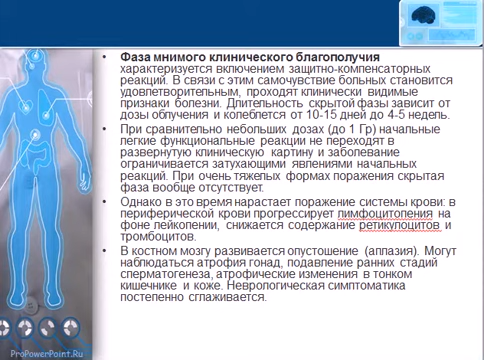 • Фаза мнимого клинического благополучия
характеризуется включением защитно-компенсаторных
реакций. В связи с этим самочувствие больных становится
удовлетворительным, проходят клинически видимые
признаки болезни. Длительность скрытой фазы зависит от
дозы облучения и колеблется от 10-15 дней до 4-5 недель.
• При сравнительно небольших дозах (до 1 Гр) начальные
легкие функциональные реакции не переходят в
развернутую клиническую картину и заболевание
ограничивается затухающими явлениями начальных
реакций. При очень тяжелых формах поражения скрытая
фаза вообще отсутствует.
• Однако в это время нарастает поражение системы крови: в
периферической крови прогрессирует лимфоцитопения на
фоне лейкопении, снижается содержание ретикулоцитов и
тромбоцитов.
• В костном мозгу развивается опустошение (аплазия). Могут
наблюдаться атрофия гонад, подавление ранних стадий
сперматогенеза, атрофические изменения в тонком
кишечнике и коже. Неврологическая симптоматика
постепенно сглаживается.
ProPowerPoint.Ru